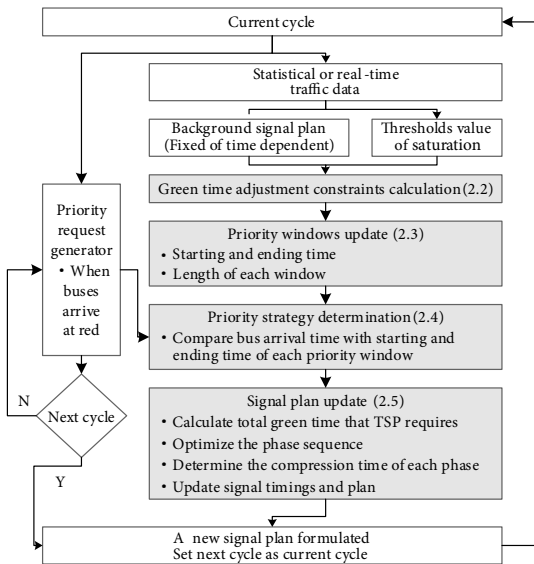 Current cycle
Statistical or real-time
traffic data
Background signal plan
(Fixed of time dependent)
Thresholds value
of saturation
Green time adjustment constraints calculation (2.2)
Priority
request
generator
• When
buses
arrive
at red
Priority windows update (2.3)
• Starting and ending time
• Length of each window
Priority strategy determination (2.4)
• Compare bus arrival time with starting and
ending time of each priority window
N
Next cycle
Y
Signal plan update (2.5)
• Calculate total green time that TSP requires
• Optimize the phase sequence
• Determine the compression time of each phase
• Update signal timings and plan
A new signal plan formulated
Set next cycle as current cycle